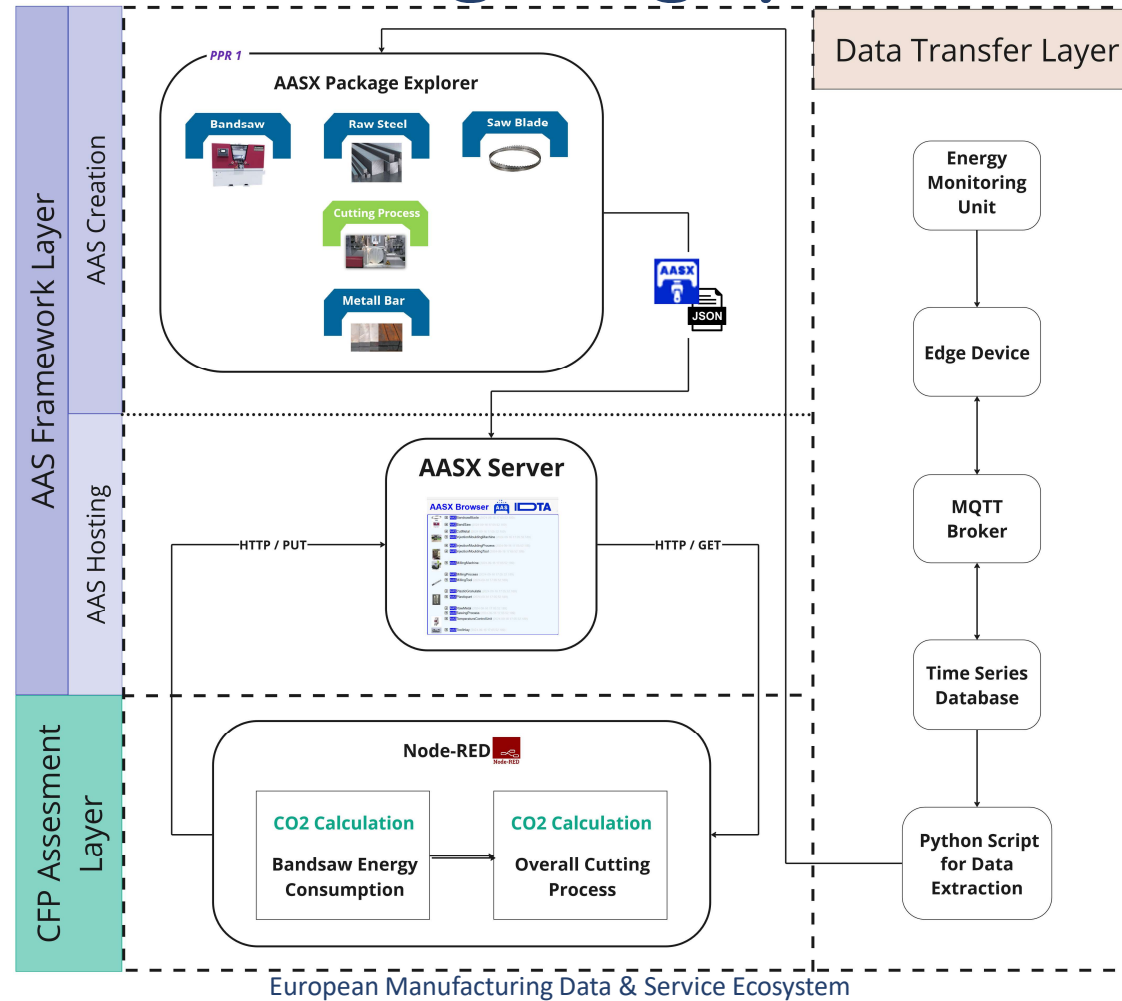 PPR 1
AASX Package Explorer
Bandsaw
Raw Steel
Saw Blade
Cutting Process
Metall Bar
AASX
JSON
AAS Framework Layer
AAS Creation
AAS Hosting
AASX Server
AASX Browser
AAS
IDTA
HTTP / PUT
HTTP / GET
CFP Assesment
Layer
Node-RED
Node-RED
CO2 Calculation
Bandsaw Energy
Consumption
CO2 Calculation
Overall Cutting
Process
Data Transfer Layer
Energy
Monitoring
Unit
Edge Device
MQTT
Broker
Time Series
Database
Python Script
for Data
Extraction
European Manufacturing Data & Service Ecosystem